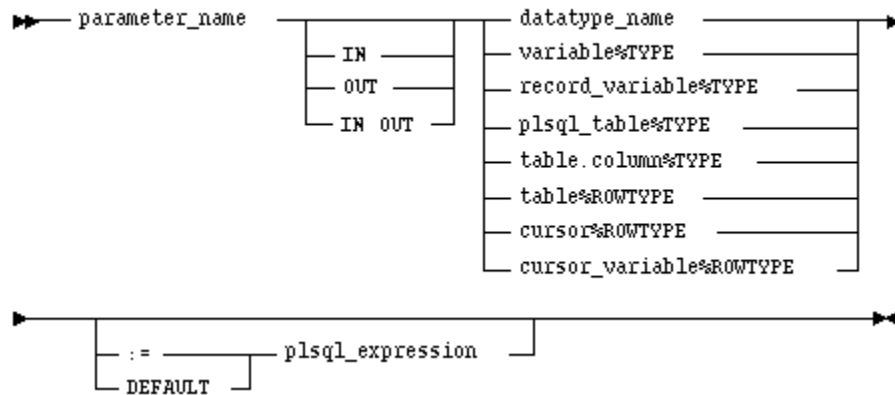 parameter_name
IN
OUT
IN OUT
datatype_name
variable%TYPE
record_variable%TYPE
plsql_table%TYPE
table.column%TYPE
table%ROWTYPE
cursor%ROWTYPE
cursor_variable%ROWTYPE
:=
DEFAULT
plsql_expression